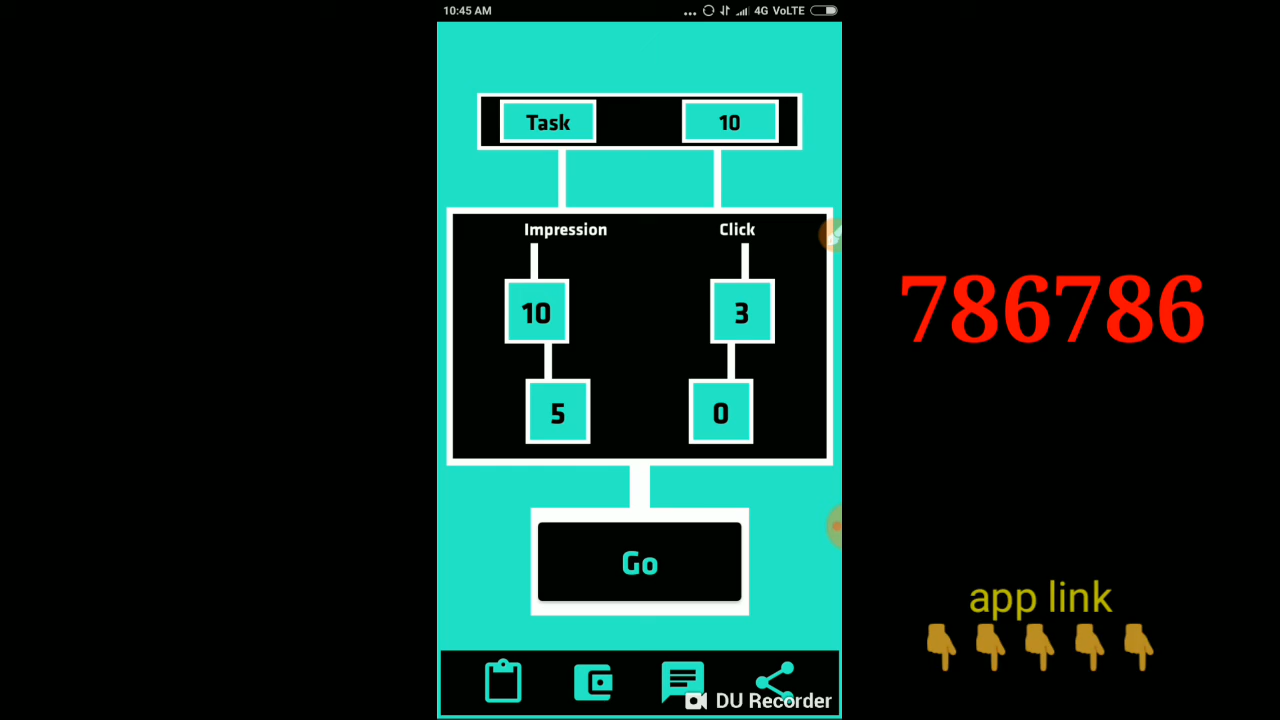 10:45 AM
4G VoLTE
Task 10
Impression Click
10 3
5 0
Go
786786
app link
DU Recorder